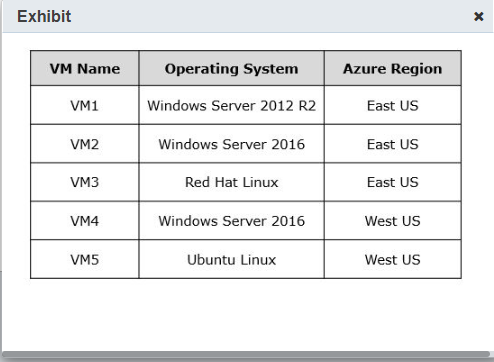 Exhibit ×
VM Name Operating System Azure Region
VM1 Windows Server 2012 R2 East US
VM2 Windows Server 2016 East US
VM3 Red Hat Linux East US
VM4 Windows Server 2016 West US
VM5 Ubuntu Linux West US